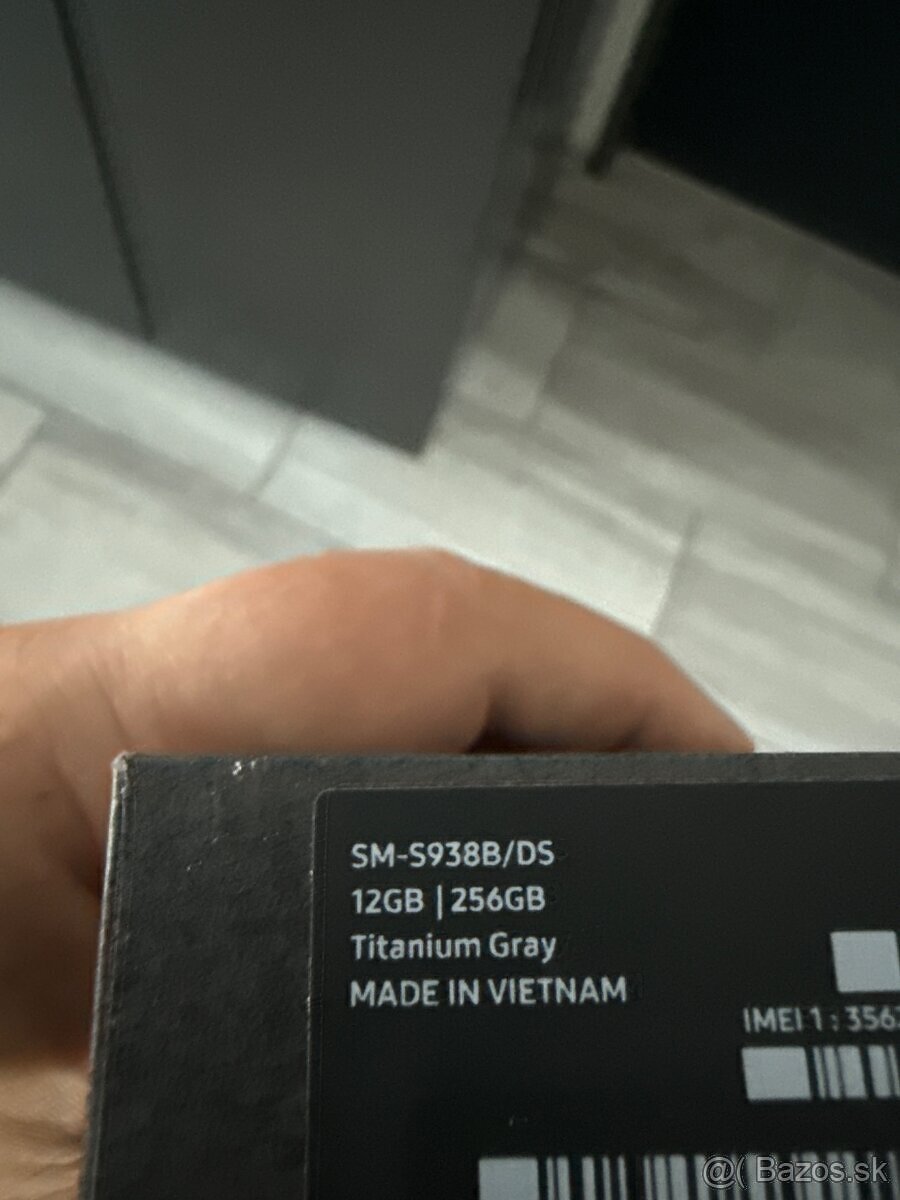 SM-S938B/DS
12GB | 256GB
Titanium Gray
MADE IN VIETNAM
IMEI 1 : 356
@( Bazos.sk